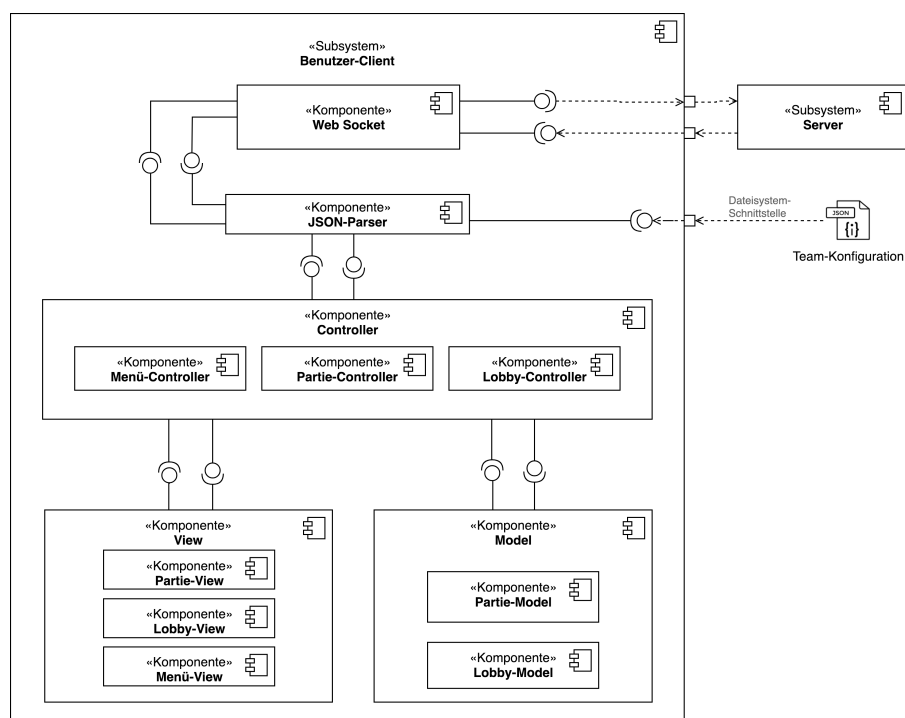 «Subsystem»
Benutzer-Client
«Komponente»
Web Socket
«Subsystem»
Server
«Komponente»
JSON-Parser
Dateisystem-
Schnittstelle
JSON
{i}
Team-Konfiguration
«Komponente»
Controller
«Komponente»
Menü-Controller
«Komponente»
Partie-Controller
«Komponente»
Lobby-Controller
«Komponente»
View
«Komponente»
Partie-View
«Komponente»
Lobby-View
«Komponente»
Menü-View
«Komponente»
Model
«Komponente»
Partie-Model
«Komponente»
Lobby-Model